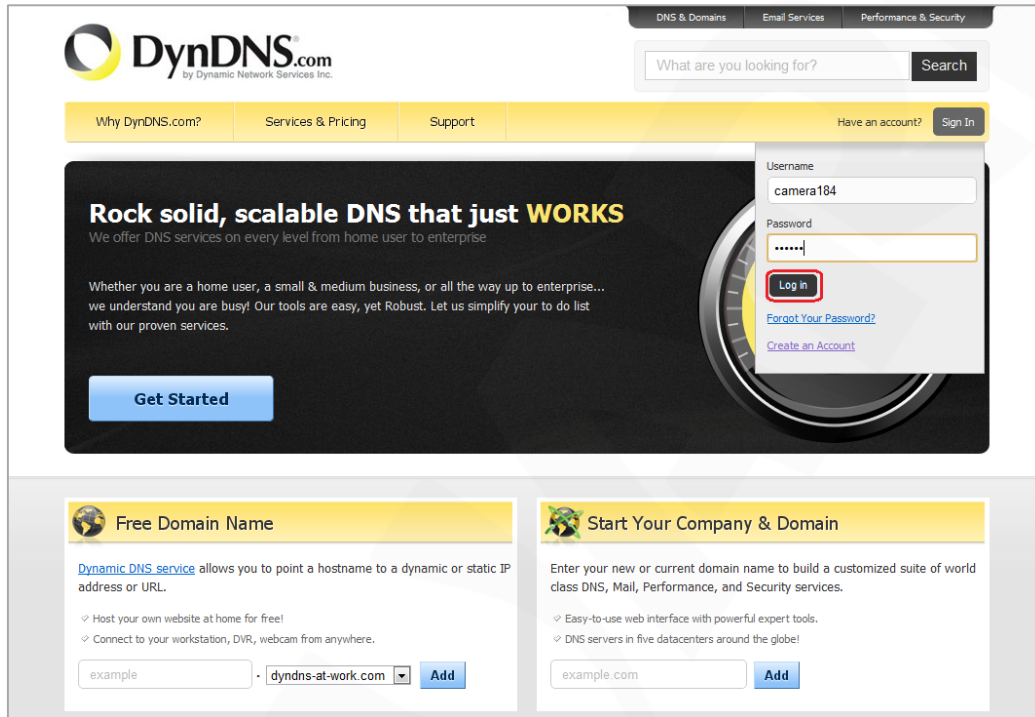 DNS & Domains
Email Services
Performance & Security
DynDNS.com
by Dynamic Network Services Inc.
What are you looking for?
Search
Why DynDNS.com?
Services & Pricing
Support
Have an account?
Sign In
Username
camera184
Password
••••••
Log in
Forgot Your Password?
Create an Account
Rock solid, scalable DNS that just WORKS
We offer DNS services on every level from home user to enterprise
Whether you are a home user, a small & medium business, or all the way up to enterprise...
we understand you are busy! Our tools are easy, yet Robust. Let us simplify your to do list
with our proven services.
Get Started
Free Domain Name
Dynamic DNS service allows you to point a hostname to a dynamic or static IP
address or URL.
Host your own website at home for free!
Connect to your workstation, DVR, webcam from anywhere.
example
. dyndns-at-work.com
Add
Start Your Company & Domain
Enter your new or current domain name to build a customized suite of world
class DNS, Mail, Performance, and Security services.
Easy-to-use web interface with powerful expert tools.
DNS servers in five datacenters around the globe!
example.com
Add